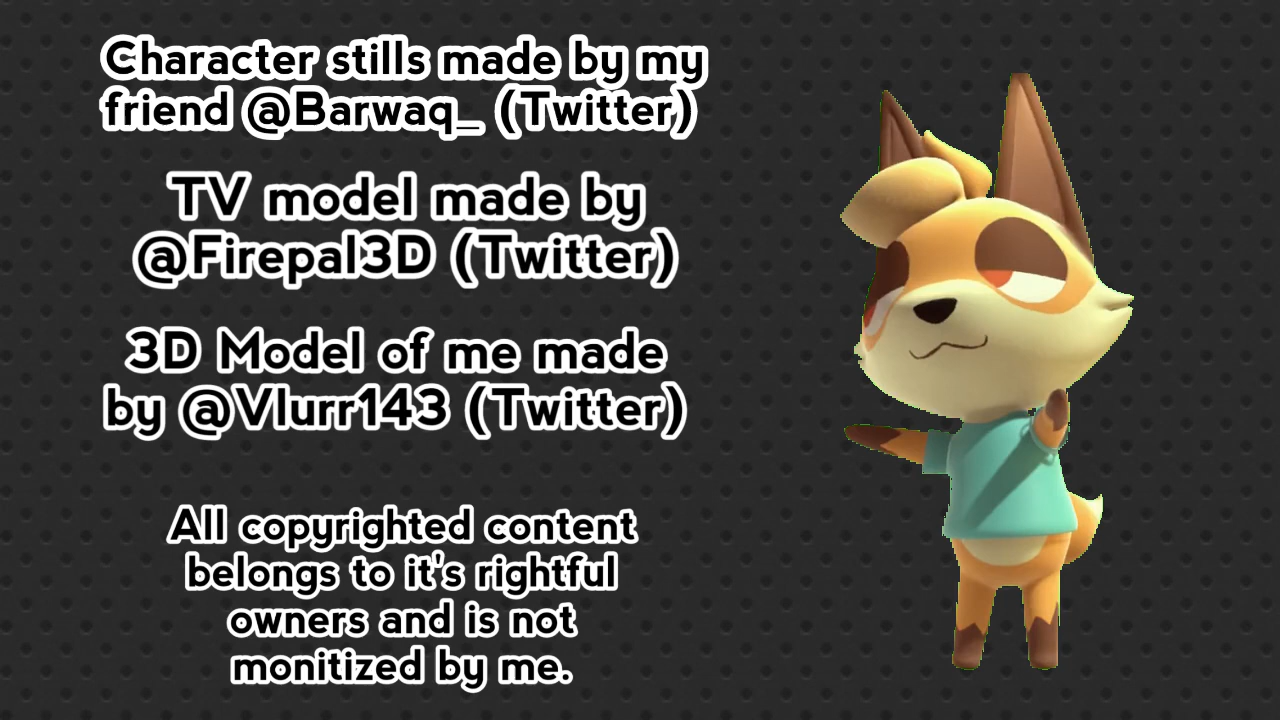 Character stills made by my
friend @Barwaq_ (Twitter)
TV model made by
@Firepal3D (Twitter)
3D Model of me made
by @Vlurr143 (Twitter)
All copyrighted content
belongs to it's rightful
owners and is not
monitized by me.